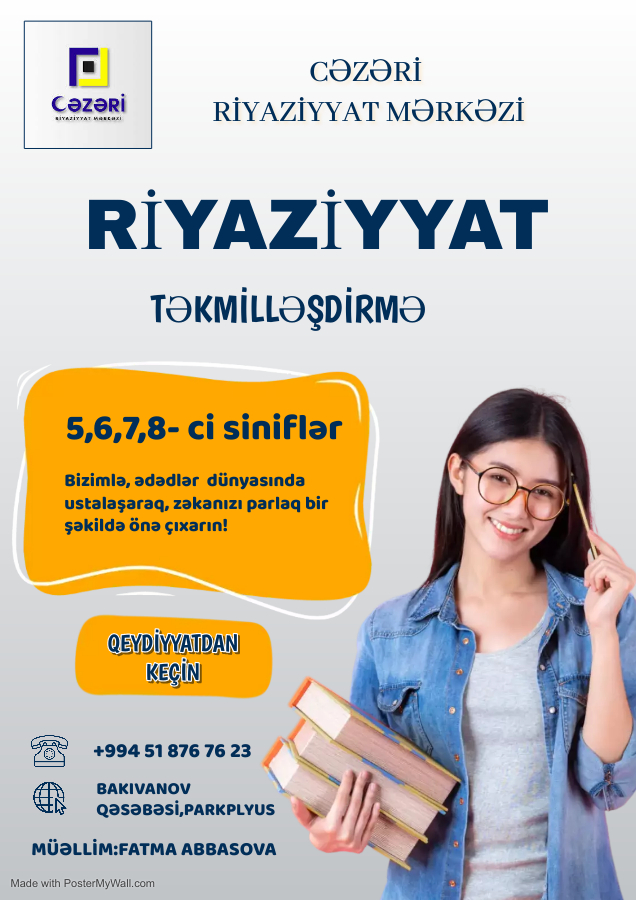 CƏZƏRİ
RİYAZİYYAT MƏRKƏZİ
CƏZƏRİ
RİYAZİYYAT MƏRKƏZİ
RİYAZİYYAT
TƏKMİLLƏŞDİRMƏ
5,6,7,8- ci siniflər
Bizimlə, ədədlər dünyasında
ustalaşaraq, zəkanızı parlaq bir
şəkildə önə çıxarın!
QEYDİYYATDAN
KEÇİN
+994 51 876 76 23
BAKIVANOV
QƏSƏBƏSİ,PARKPLYUS
MÜƏLLİM:FATMA ABBASOVA
Made with PosterMyWall.com